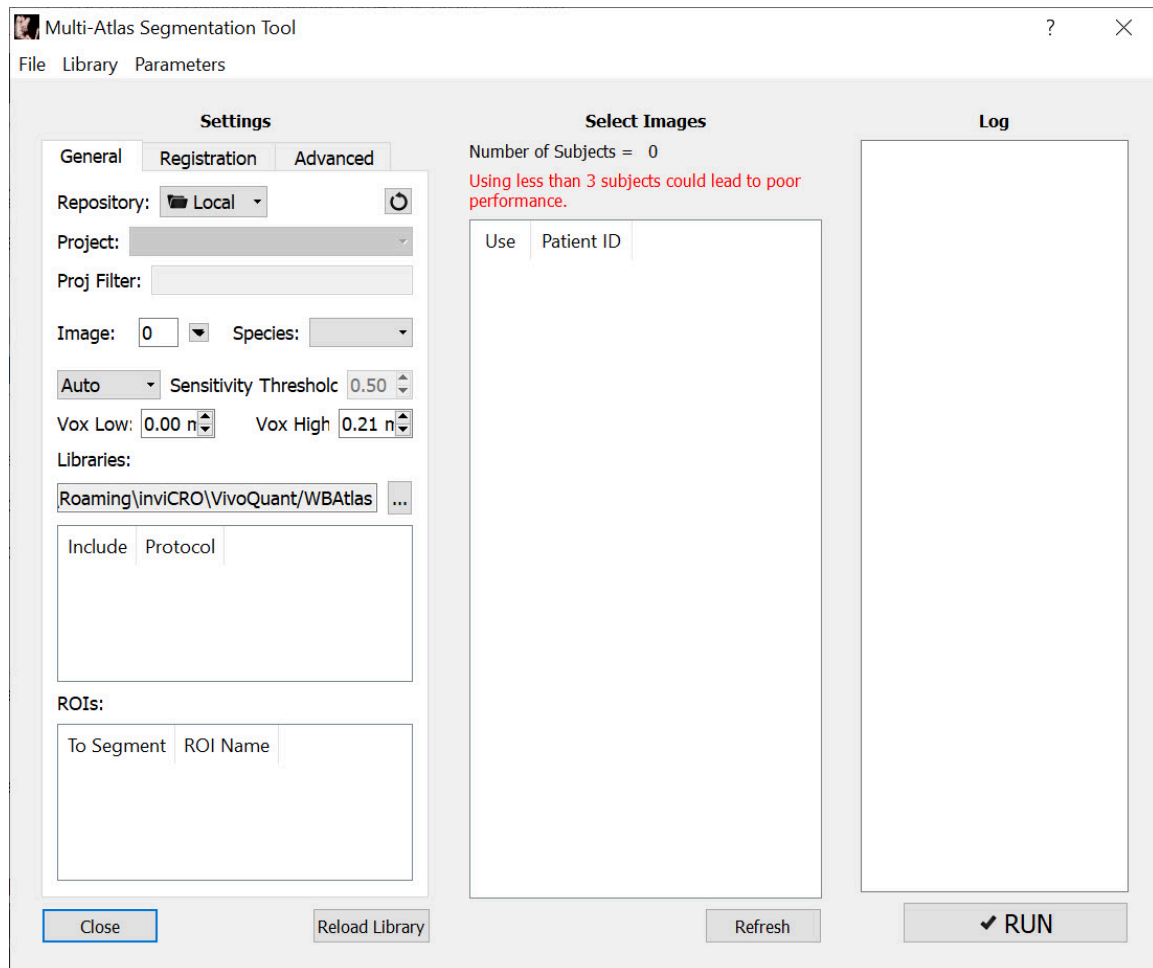 Multi-Atlas Segmentation Tool ?
File Library Parameters
Settings
General Registration Advanced
Repository: Local
Project:
Proj Filter:
Image: 0 Species:
Auto Sensitivity Thresholc 0.50
Vox Low: 0.00 n Vox High 0.21 n
Libraries:
Roaming\inviCRO\VivoQuant/WBAtlas ...
Include Protocol
ROIs:
To Segment ROI Name
Close Reload Library
Select Images
Number of Subjects = 0
Using less than 3 subjects could lead to poor
performance.
Use Patient ID
Refresh
Log
RUN